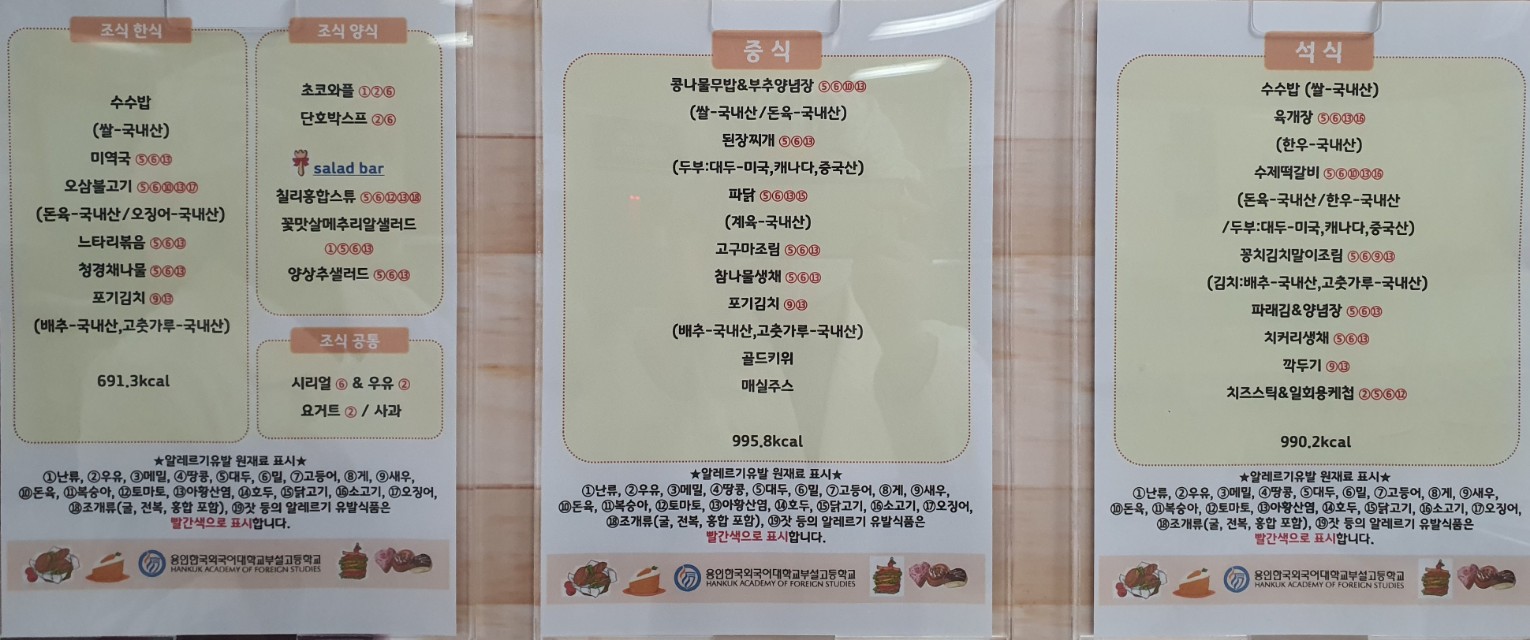 조식 한식
수수밥
(쌀-국내산)
미역국 ⑤⑥⑬
오삼불고기 ⑤⑥⑩⑬⑰
(돈육-국내산/오징어-국내산)
느타리볶음 ⑤⑥⑬
청경채나물 ⑤⑥⑬
포기김치 ⑨⑬
(배추-국내산,고춧가루-국내산)
691.3kcal
조식 양식
초코와플 ①②⑥
단호박스프 ②⑥
salad bar
칠리홍합스튜 ⑤⑥⑫⑬⑱
꽃맛살메추리알샐러드
①⑤⑥⑬
양상추샐러드 ⑤⑥⑬
조식 공통
시리얼 ⑥ & 우유 ②
요거트 ② / 사과
★알레르기유발 원재료 표시★
①난류, ②우유, ③메밀, ④땅콩, ⑤대두, ⑥밀, ⑦고등어, ⑧게, ⑨새우,
⑩돈육, ⑪복숭아, ⑫토마토, ⑬아황산염, ⑭호두, ⑮닭고기, ⑯소고기, ⑰오징어,
⑱조개류(굴, 전복, 홍합 포함), ⑲잣 등의 알레르기 유발식품은
빨간색으로 표시합니다.
용인한국외국어대학교부설고등학교
HANKUK ACADEMY OF FOREIGN STUDIES
중식
콩나물무밥&부추양념장 ⑤⑥⑩⑬
(쌀-국내산/돈육-국내산)
된장찌개 ⑤⑥⑬
(두부:대두-미국,캐나다,중국산)
파닭 ⑤⑥⑬⑮
(계육-국내산)
고구마조림 ⑤⑥⑬
참나물생채 ⑤⑥⑬
포기김치 ⑨⑬
(배추-국내산,고춧가루-국내산)
골드키위
매실주스
995.8kcal
★알레르기유발 원재료 표시★
①난류, ②우유, ③메밀, ④땅콩, ⑤대두, ⑥밀, ⑦고등어, ⑧게, ⑨새우,
⑩돈육, ⑪복숭아, ⑫토마토, ⑬아황산염, ⑭호두, ⑮닭고기, ⑯소고기, ⑰오징어,
⑱조개류(굴, 전복, 홍합 포함), ⑲잣 등의 알레르기 유발식품은
빨간색으로 표시합니다.
용인한국외국어대학교부설고등학교
HANKUK ACADEMY OF FOREIGN STUDIES
석식
수수밥 (쌀-국내산)
육개장 ⑤⑥⑬⑯
(한우-국내산)
수제떡갈비 ⑤⑥⑩⑬⑯
(돈육-국내산/한우-국내산
/두부:대두-미국,캐나다,중국산)
꽁치김치말이조림 ⑤⑥⑨⑬
(김치:배추-국내산,고춧가루-국내산)
파래김&양념장 ⑤⑥⑬
치커리생채 ⑤⑥⑬
깍두기 ⑨⑬
치즈스틱&일회용케첩 ②⑤⑥⑫
990.2kcal
★알레르기유발 원재료 표시★
①난류, ②우유, ③메밀, ④땅콩, ⑤대두, ⑥밀, ⑦고등어, ⑧게, ⑨새우,
⑩돈육, ⑪복숭아, ⑫토마토, ⑬아황산염, ⑭호두, ⑮닭고기, ⑯소고기, ⑰오징어,
⑱조개류(굴, 전복, 홍합 포함), ⑲잣 등의 알레르기 유발식품은
빨간색으로 표시합니다.
용인한국외국어대학교부설고등학교
HANKUK ACADEMY OF FOREIGN STUDIES